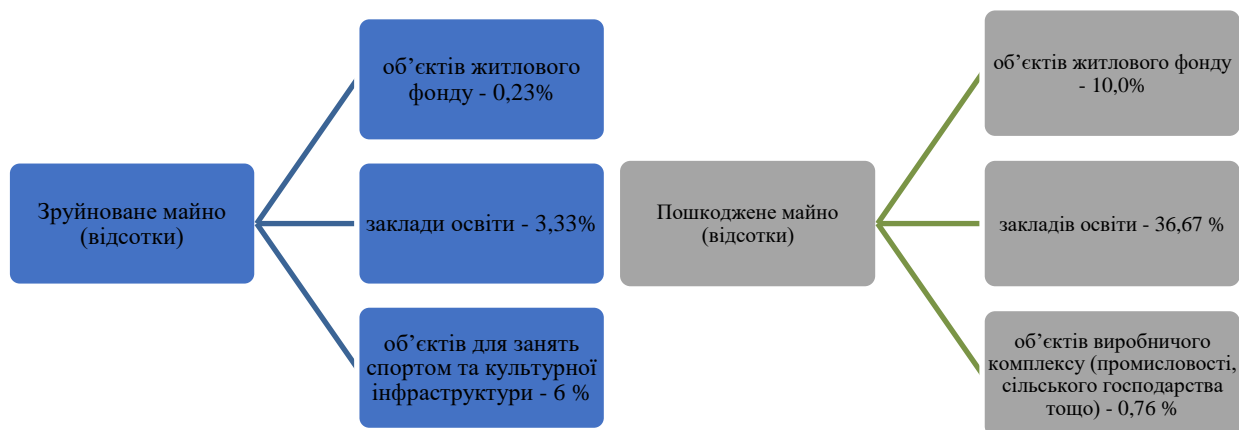 Зруйноване майно
(відсотки)
об’єктів житлового
фонду - 0,23%
заклади освіти - 3,33%
об’єктів для занять
спортом та культурної
інфраструктури - 6 %
Пошкоджене майно
(відсотки)
об’єктів житлового фонду
- 10,0%
закладів освіти - 36,67 %
об’єктів виробничого
комплексу (промисловості,
сільського господарства
тощо) - 0,76 %